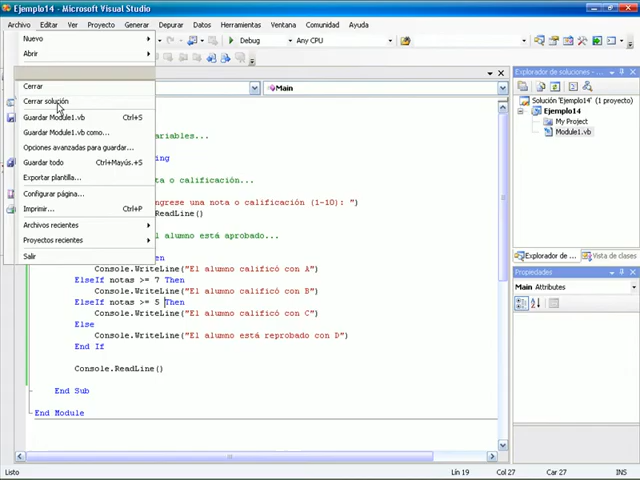 Ejemplo14 - Microsoft Visual Studio
Archivo Editar Ver Proyecto Generar Depurar Datos Herramientas Ventana Comunidad Ayuda
Debug Any CPU
Nuevo
Abrir
Cerrar
Cerrar solución
Guardar Module1.vb Ctrl+S
Guardar Module1.vb como...
Opciones avanzadas para guardar...
Guardar todo Ctrl+Mayús.+S
Exportar plantilla...
Configurar página...
Imprimir... Ctrl+P
Archivos recientes
Proyectos recientes
Salir
Main
ariables...
ing
o calificación...
ngrese una nota o calificación (1-10): ")
.ReadLine()
l alumno está aprobado...
en
Console.WriteLine("El alumno calificó con A")
ElseIf notas >= 7 Then
Console.WriteLine("El alumno calificó con B")
ElseIf notas >= 5 Then
Console.WriteLine("El alumno calificó con C")
Else
Console.WriteLine("El alumno está reprobado con D")
End If
Console.ReadLine()
End Sub
End Module
Explorador de soluciones
Solución 'Ejemplo14' (1 proyecto)
Ejemplo14
My Project
Module1.vb
Explorador de... Vista de clases
Propiedades
Main Attributes
Listo Lín 19 Col 27 Car 27 INS